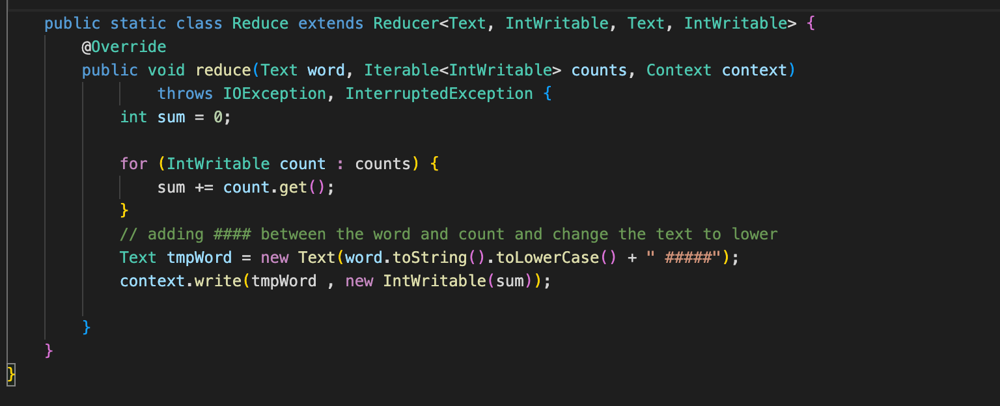 public static class Reduce extends Reducer<Text, IntWritable, Text, IntWritable> {
@Override
public void reduce(Text word, Iterable<IntWritable> counts, Context context)
throws IOException, InterruptedException {
int sum = 0;
for (IntWritable count : counts) {
sum += count.get();
}
// adding #### between the word and count and change the text to lower
Text tmpWord = new Text(word.toString().toLowerCase() + " #####");
context.write(tmpWord , new IntWritable(sum));
}
}
}